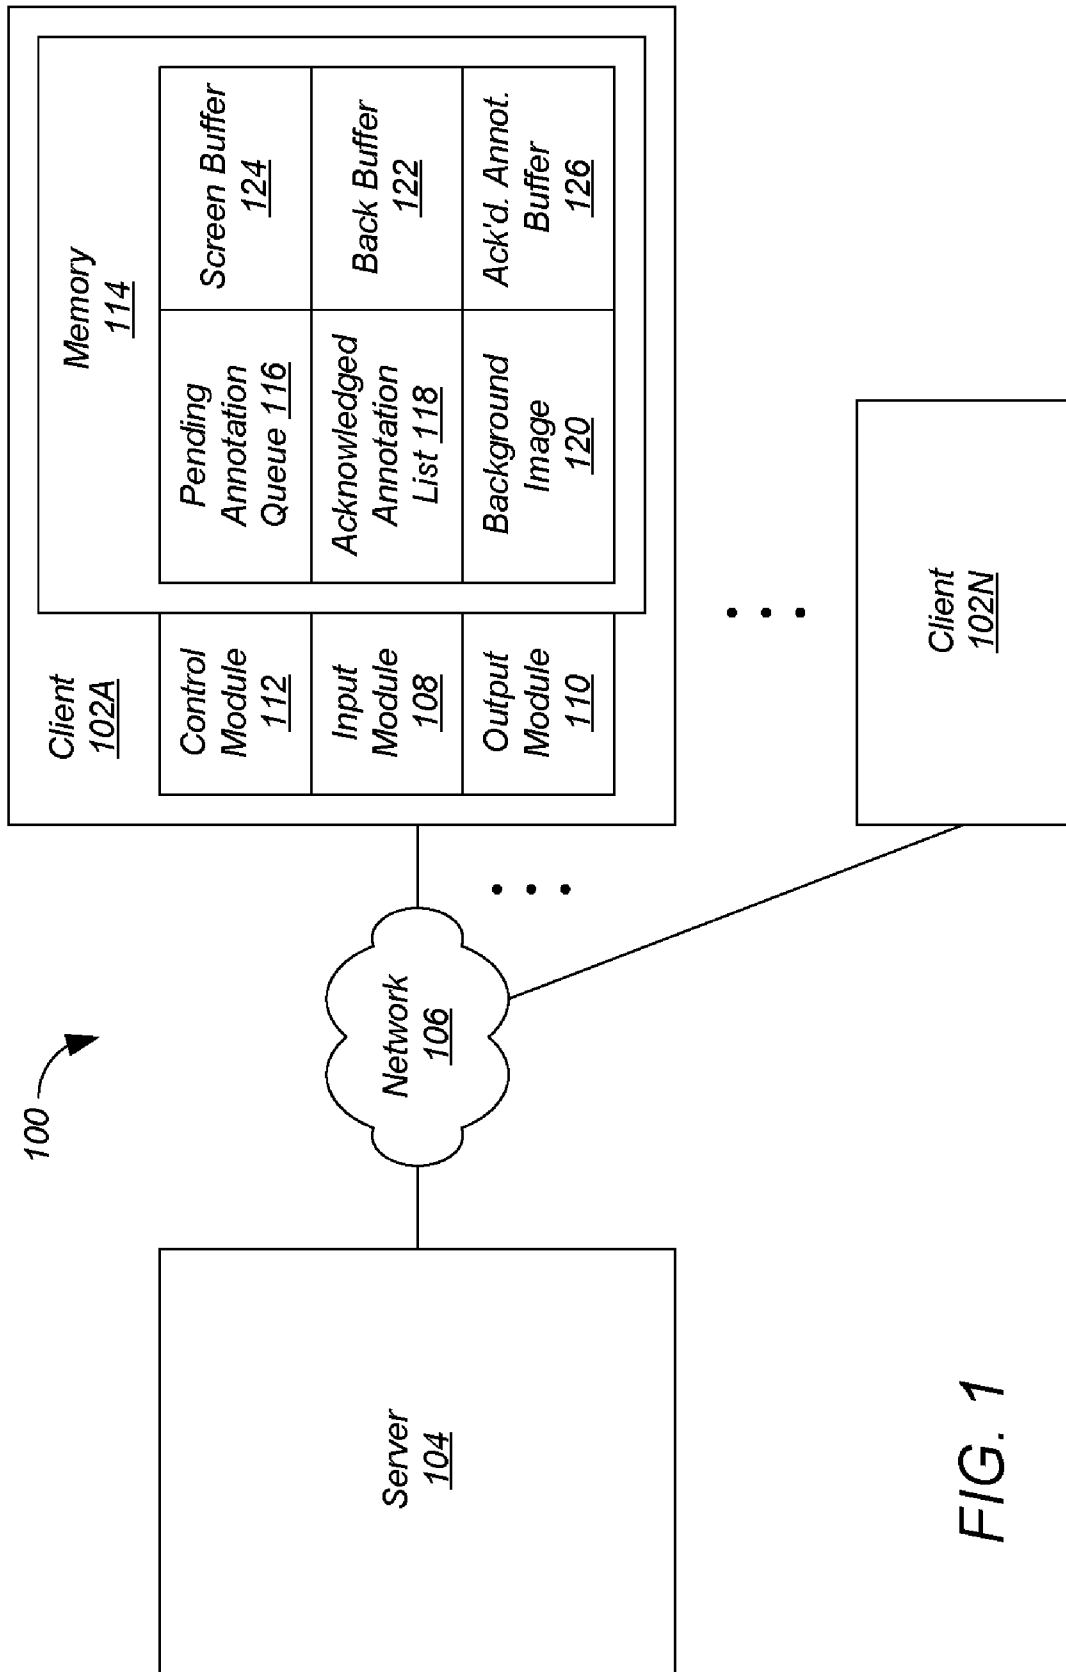 100
Server
104
Network
106
Client
102A
Control
Module
112
Input
Module
108
Output
Module
110
Memory
114
Pending
Annotation
Queue 116
Screen Buffer
124
Acknowledged
Annotation
List 118
Back Buffer
122
Background
Image
120
Ack'd. Annot.
Buffer
126
Client
102N
FIG. 1